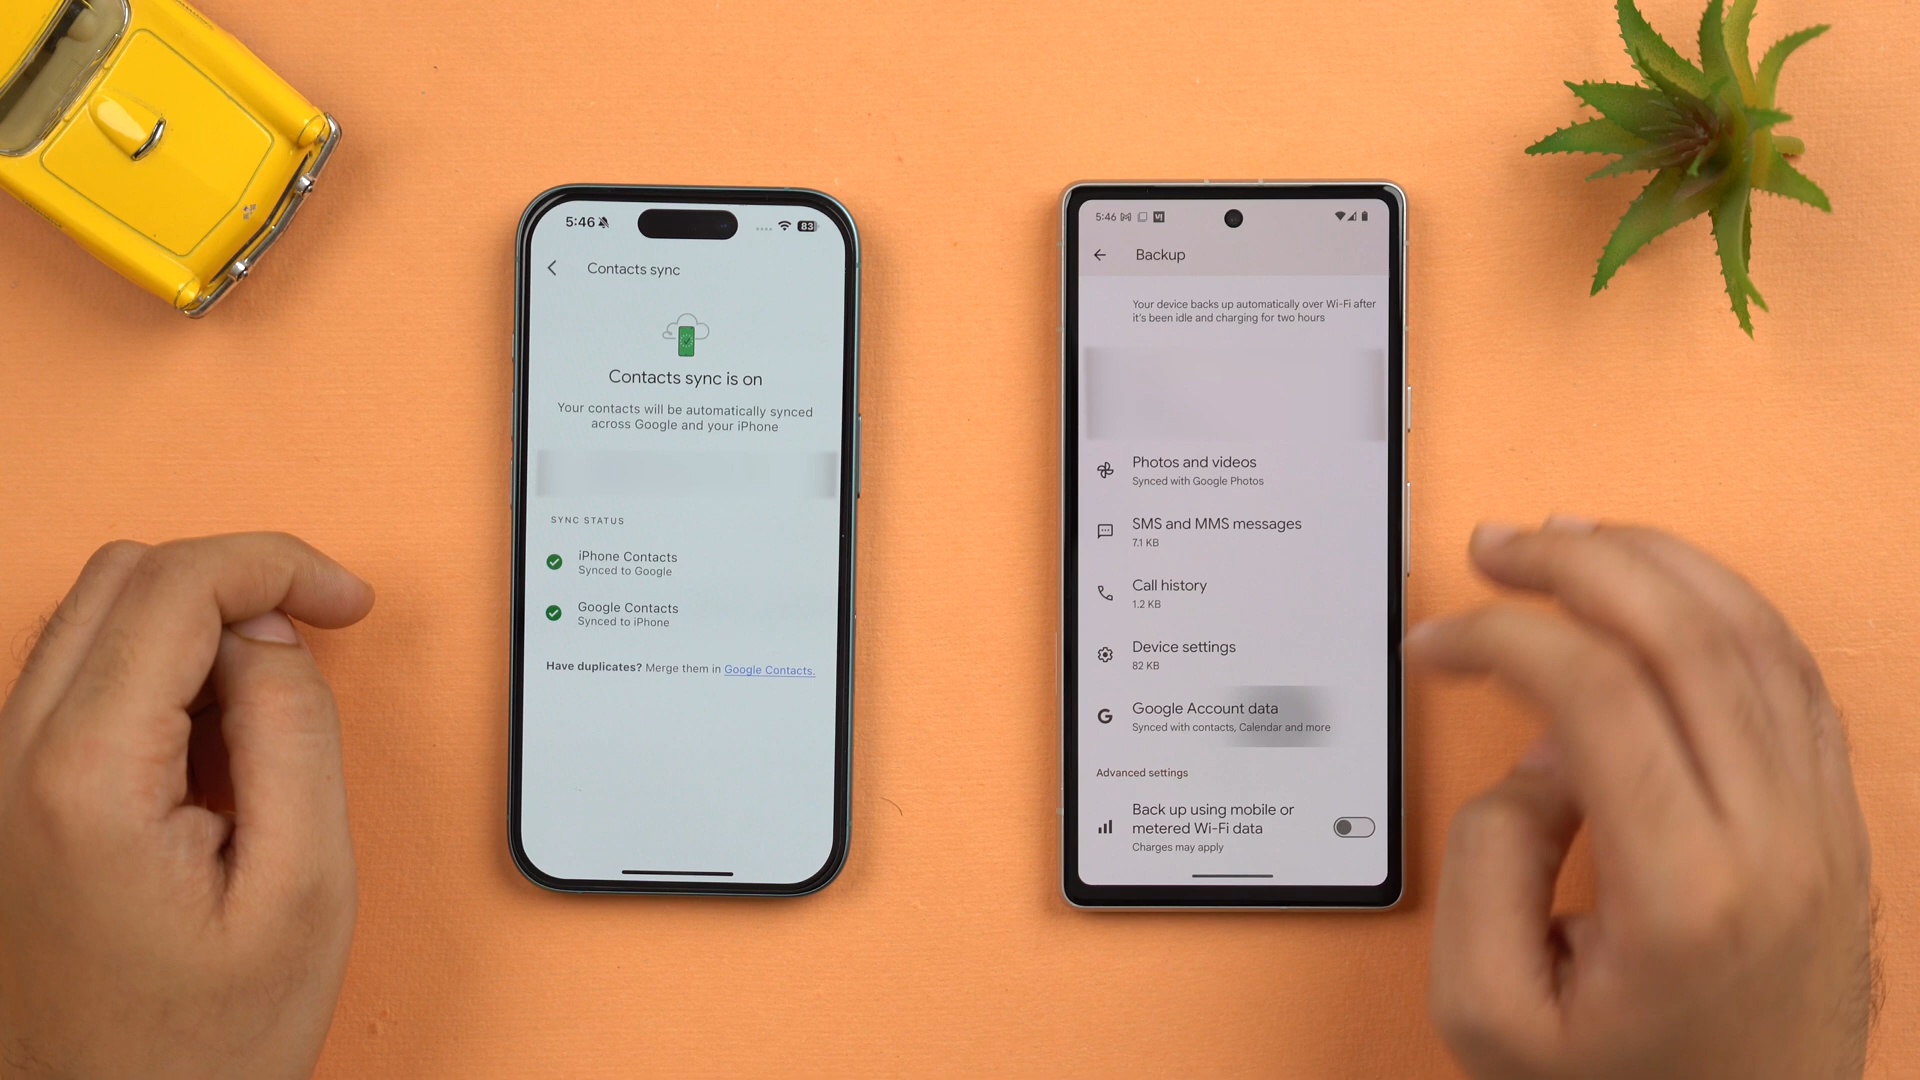 5:46
83
Contacts sync
Contacts sync is on
Your contacts will be automatically synced
across Google and your iPhone
SYNC STATUS
iPhone Contacts
Synced to Google
Google Contacts
Synced to iPhone
Have duplicates? Merge them in Google Contacts.
5:46
Backup
Your device backs up automatically over Wi-Fi after
it's been idle and charging for two hours
Photos and videos
Synced with Google Photos
SMS and MMS messages
7.1 KB
Call history
1.2 KB
Device settings
82 KB
Google Account data
Synced with contacts, Calendar and more
Advanced settings
Back up using mobile or
metered Wi-Fi data
Charges may apply